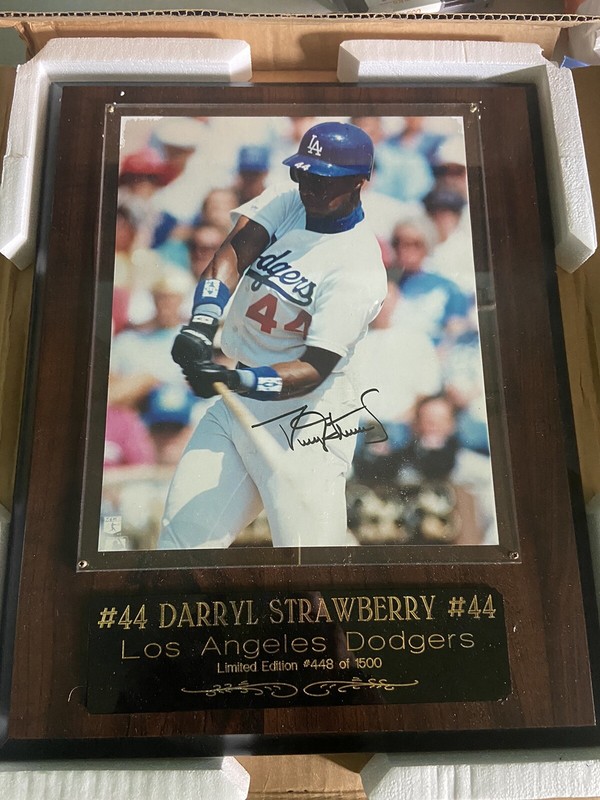 LA
44
Dodgers
44
#44 DARRYL STRAWBERRY #44
Los Angeles Dodgers
Limited Edition #448 of 1500